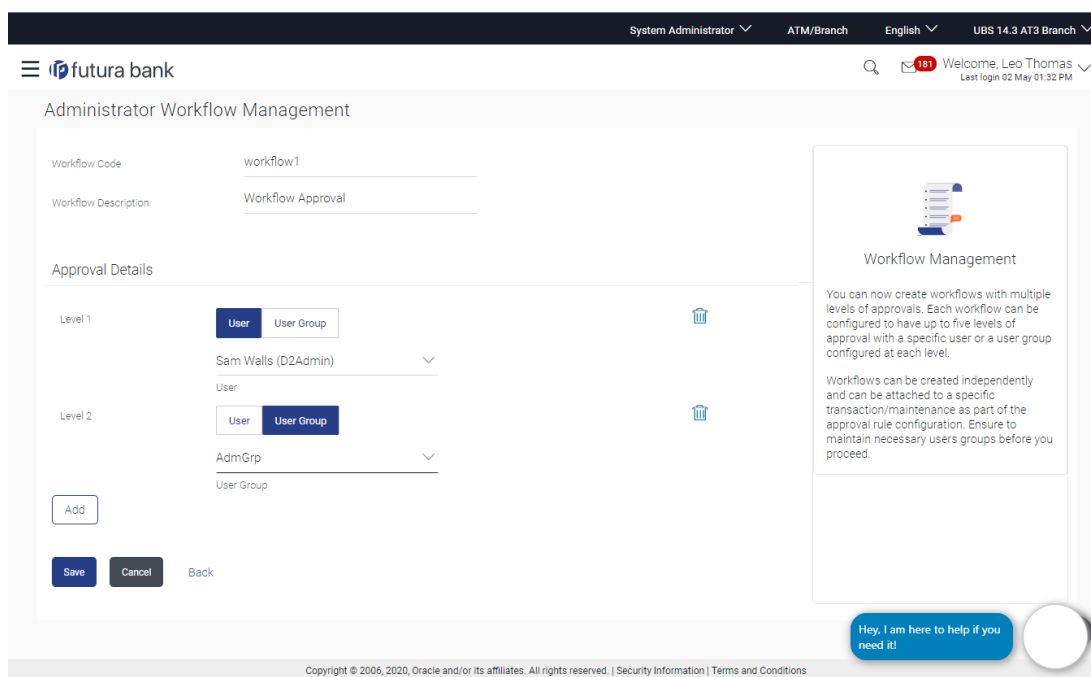 System Administrator ATM/Branch English UBS 14.3 AT3 Branch
futura bank
181
Welcome, Leo Thomas
Last login 02 May 01:32 PM
Administrator Workflow Management
Workflow Code workflow1
Workflow Description Workflow Approval
Approval Details
Level 1 User User Group
Sam Walls (D2Admin)
User
Level 2 User User Group
AdmGrp
User Group
Add
Save Cancel Back
Workflow Management
You can now create workflows with multiple
levels of approvals. Each workflow can be
configured to have up to five levels of
approval with a specific user or a user group
configured at each level.
Workflows can be created independently
and can be attached to a specific
transaction/maintenance as part of the
approval rule configuration. Ensure to
maintain necessary users groups before you
proceed.
Hey, I am here to help if you
need it!
Copyright © 2006, 2020, Oracle and/or its affiliates. All rights reserved. | Security Information | Terms and Conditions